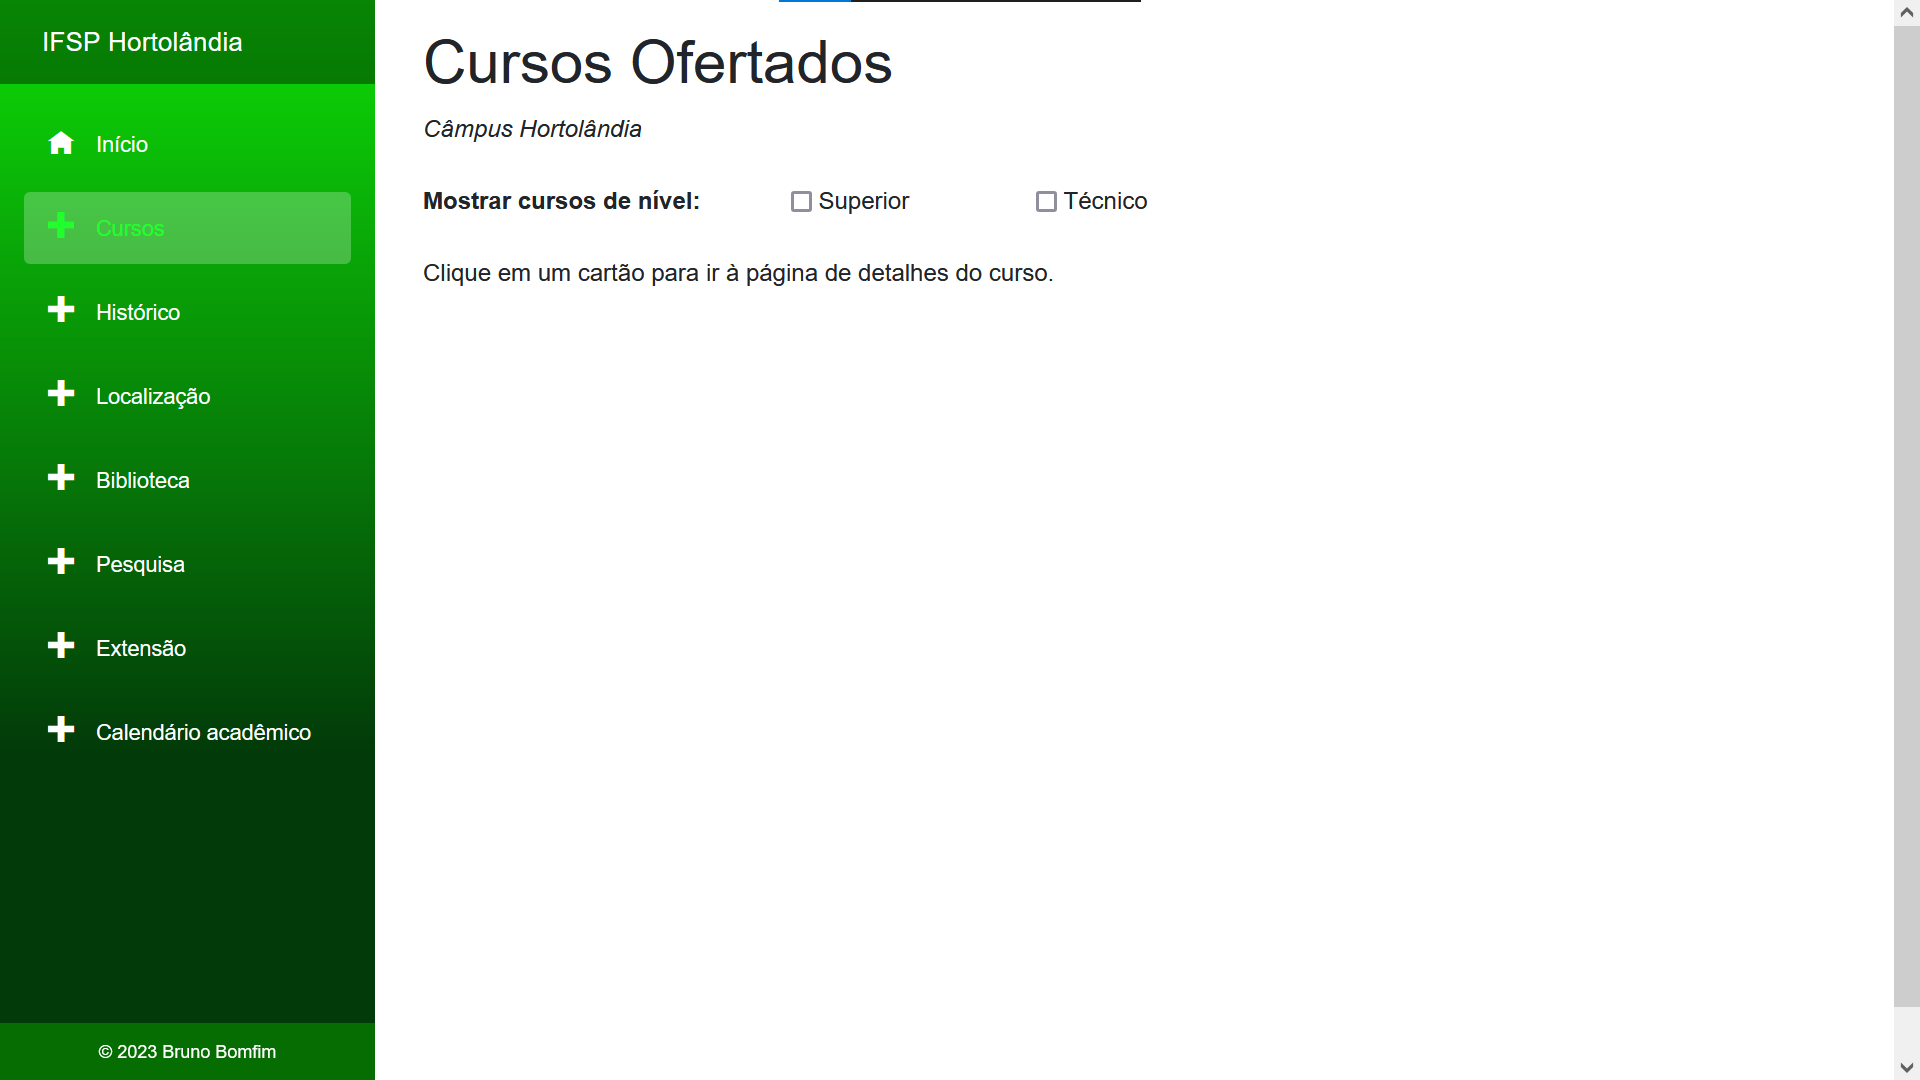 IFSP Hortolândia
Início
Cursos
Histórico
Localização
Biblioteca
Pesquisa
Extensão
Calendário acadêmico
© 2023 Bruno Bomfim
Cursos Ofertados
Câmpus Hortolândia
Mostrar cursos de nível: Superior Técnico
Clique em um cartão para ir à página de detalhes do curso.